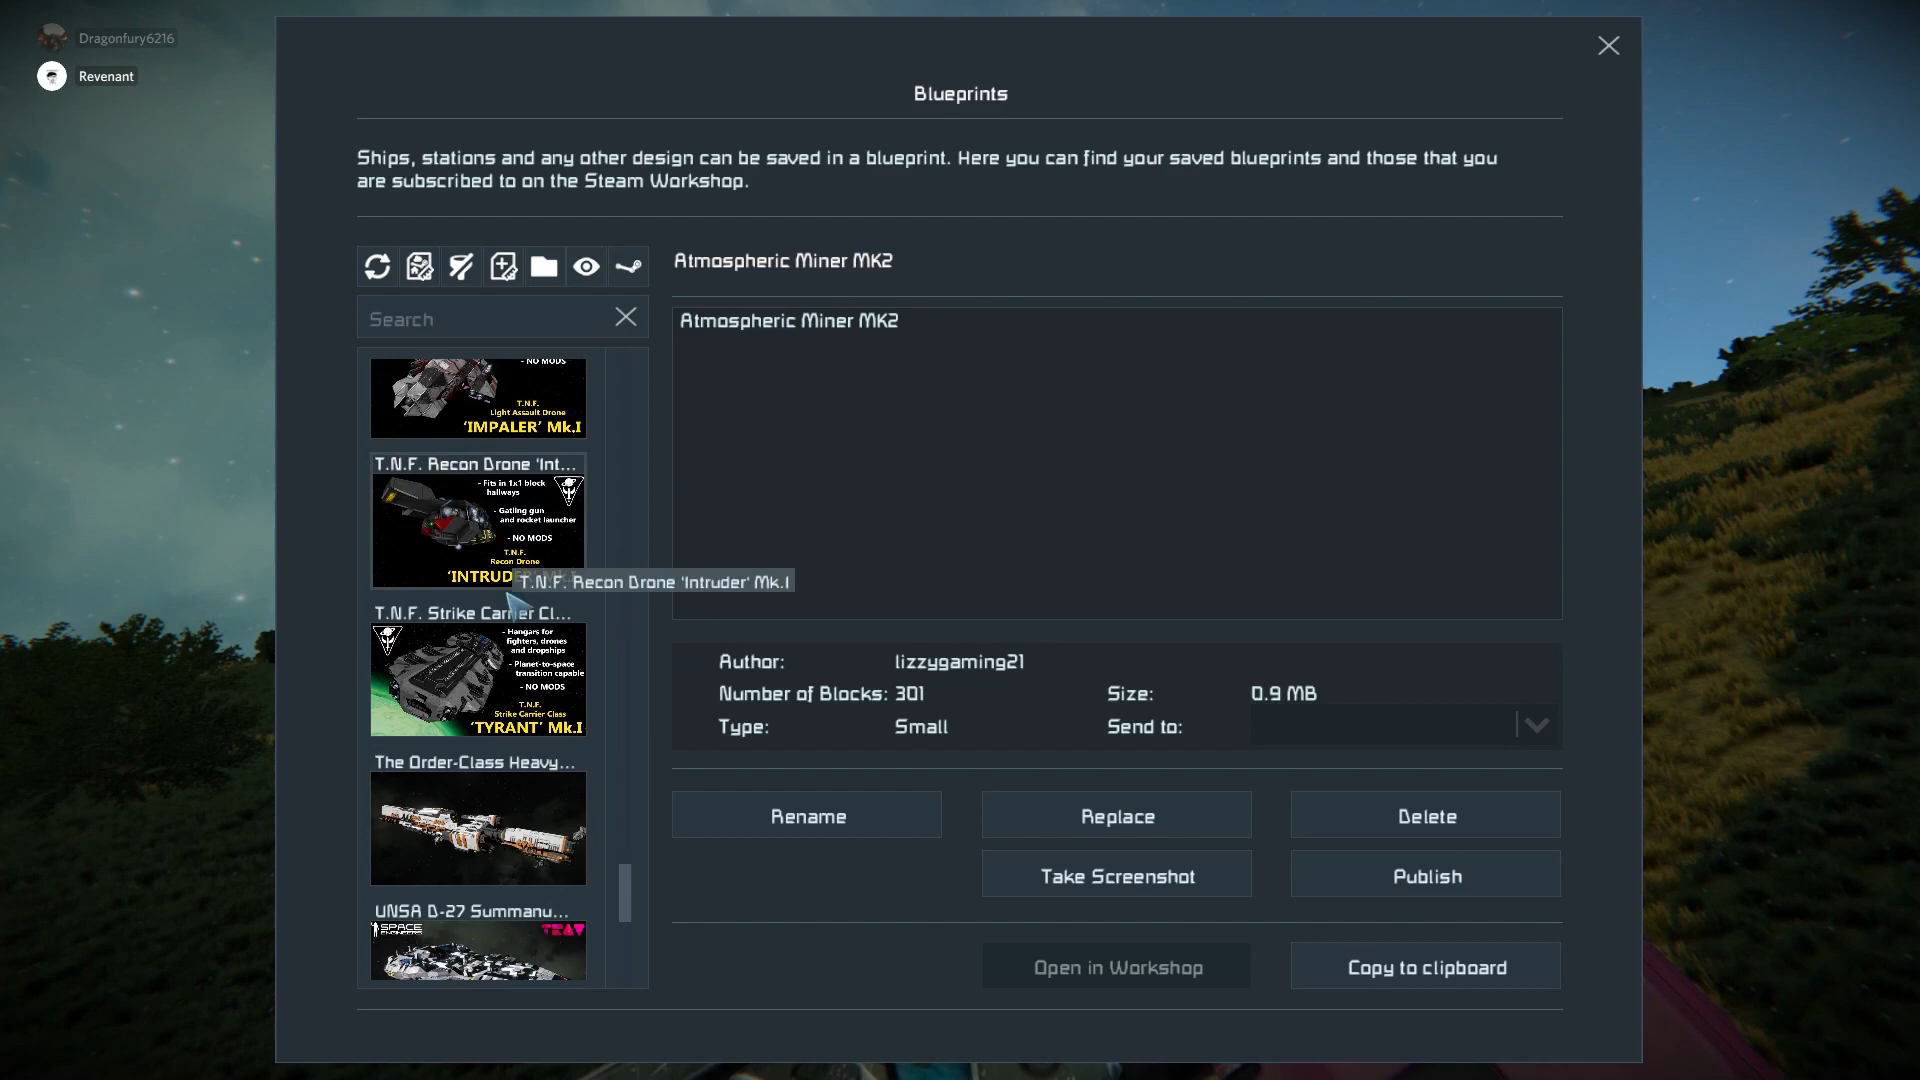 Dragonfury6216
Revenant
Blueprints
Ships, stations and any other design can be saved in a blueprint. Here you can find your saved blueprints and those that you
are subscribed to on the Steam Workshop.
Search
- NO MODS
T.N.F.
Light Assault Drone
'IMPALER' Mk.I
T.N.F. Recon Drone 'Int...
- Fits in 1x1 block
hallways
- Gatling gun
and rocket launcher
- NO MODS
T.N.F.
Recon Drone
'INTRUDE
T.N.F. Recon Drone 'Intruder' Mk.I
T.N.F. Strike Carrier Cl...
- Hangars for
fighters, drones
and dropships
- Planet-to-space
transition capable
- NO MODS
T.N.F.
Strike Carrier Class
'TYRANT' Mk.I
The Order-Class Heavy...
UNSA D-27 Summanu...
SPACE
ENGINEERS
Atmospheric Miner MK2
Atmospheric Miner MK2
Author: lizzygaming21
Number of Blocks: 301 Size: 0.9 MB
Type: Small Send to:
Rename Replace Delete
Take Screenshot Publish
Open in Workshop Copy to clipboard